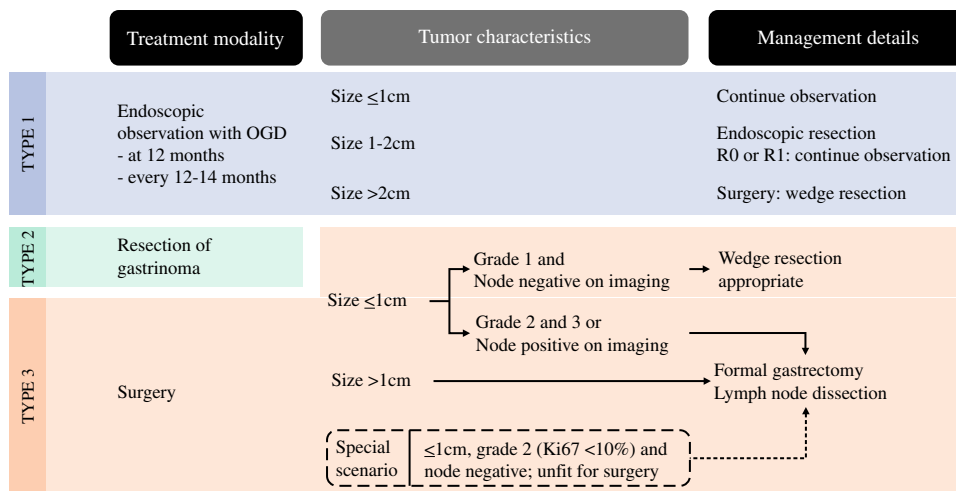 Treatment modality
Tumor characteristics
Management details
TYPE 1
Endoscopic
observation with OGD
- at 12 months
- every 12-14 months
Size ≤1cm
Continue observation
Size 1-2cm
Endoscopic resection
R0 or R1: continue observation
Size >2cm
Surgery: wedge resection
TYPE 2
Resection of
gastrinoma
TYPE 3
Surgery
Size ≤1cm
Grade 1 and
Node negative on imaging
Wedge resection
appropriate
Grade 2 and 3 or
Node positive on imaging
Size >1cm
Formal gastrectomy
Lymph node dissection
Special
scenario
≤1cm, grade 2 (Ki67 <10%) and
node negative; unfit for surgery